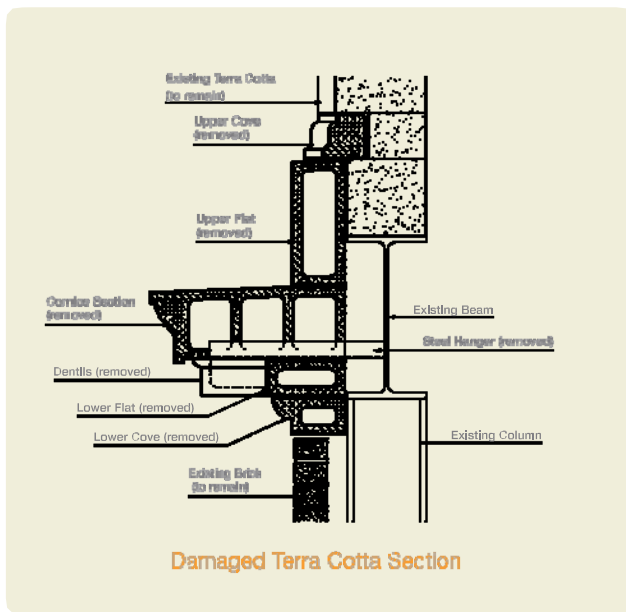 Existing Terra Cotta
(to remain)
Upper Cove
(removed)
Upper Flat
(removed)
Cornice Section
(removed)
Existing Beam
Steel Hanger (removed)
Dentils (removed)
Lower Flat (removed)
Lower Cove (removed)
Existing Column
Existing Brick
(to remain)
Damaged Terra Cotta Section